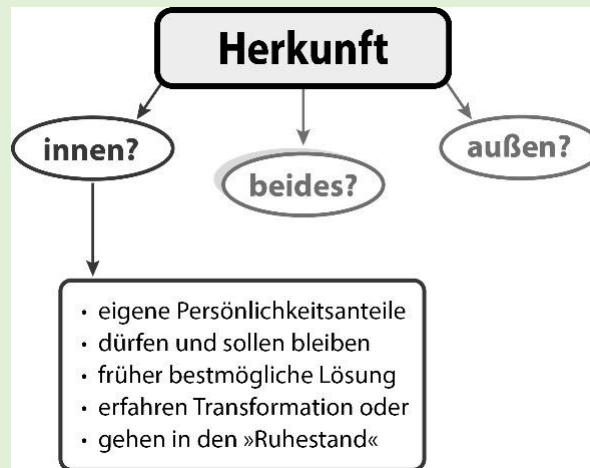 Herkunft
innen?
beides?
außen?
· eigene Persönlichkeitsanteile
· dürfen und sollen bleiben
· früher bestmögliche Lösung
· erfahren Transformation oder
· gehen in den »Ruhestand«